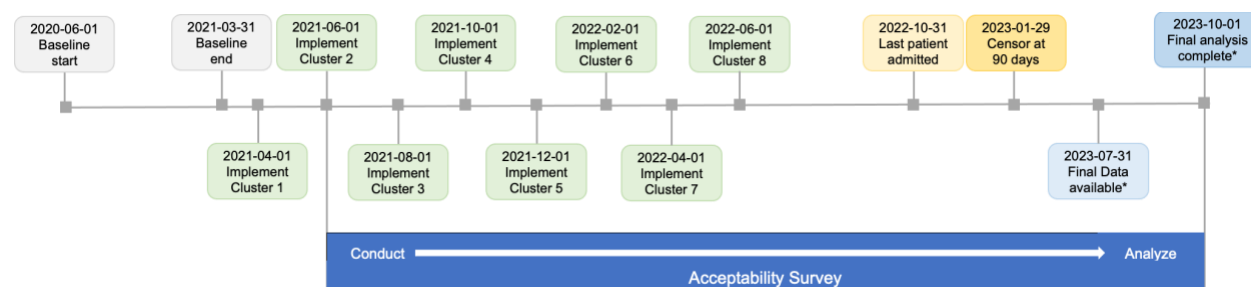 2020-06-01
Baseline
start
2021-03-31
Baseline
end
2021-06-01
Implement
Cluster 2
2021-10-01
Implement
Cluster 4
2022-02-01
Implement
Cluster 6
2022-06-01
Implement
Cluster 8
2022-10-31
Last patient
admitted
2023-01-29
Censor at
90 days
2023-10-01
Final analysis
complete*
2021-04-01
Implement
Cluster 1
2021-08-01
Implement
Cluster 3
2021-12-01
Implement
Cluster 5
2022-04-01
Implement
Cluster 7
2023-07-31
Final Data
available*
Conduct
Analyze
Acceptability Survey